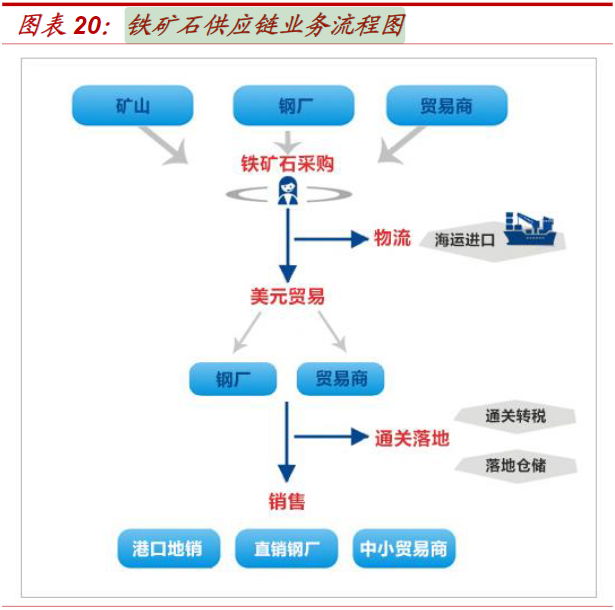 图表 20：铁矿石供应链业务流程图
矿山
钢厂
贸易商
铁矿石采购
物流
海运进口
美元贸易
钢厂
贸易商
通关转税
通关落地
落地仓储
销售
港口地销
直销钢厂
中小贸易商